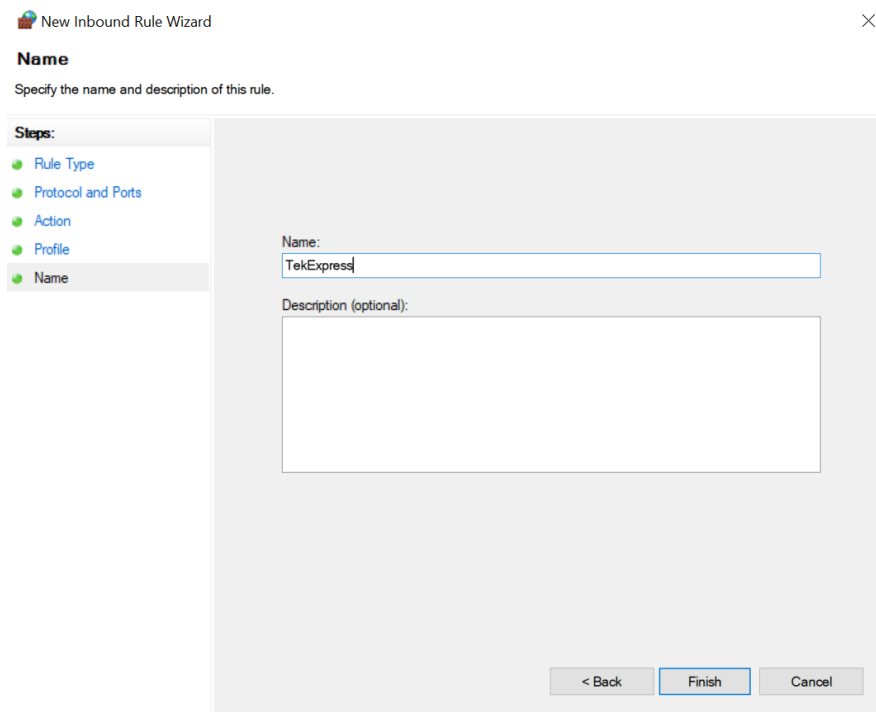 New Inbound Rule Wizard
Name
Specify the name and description of this rule.
Steps:
Rule Type
Protocol and Ports
Action
Profile
Name
Name:
TekExpress
Description (optional):
< Back
Finish
Cancel